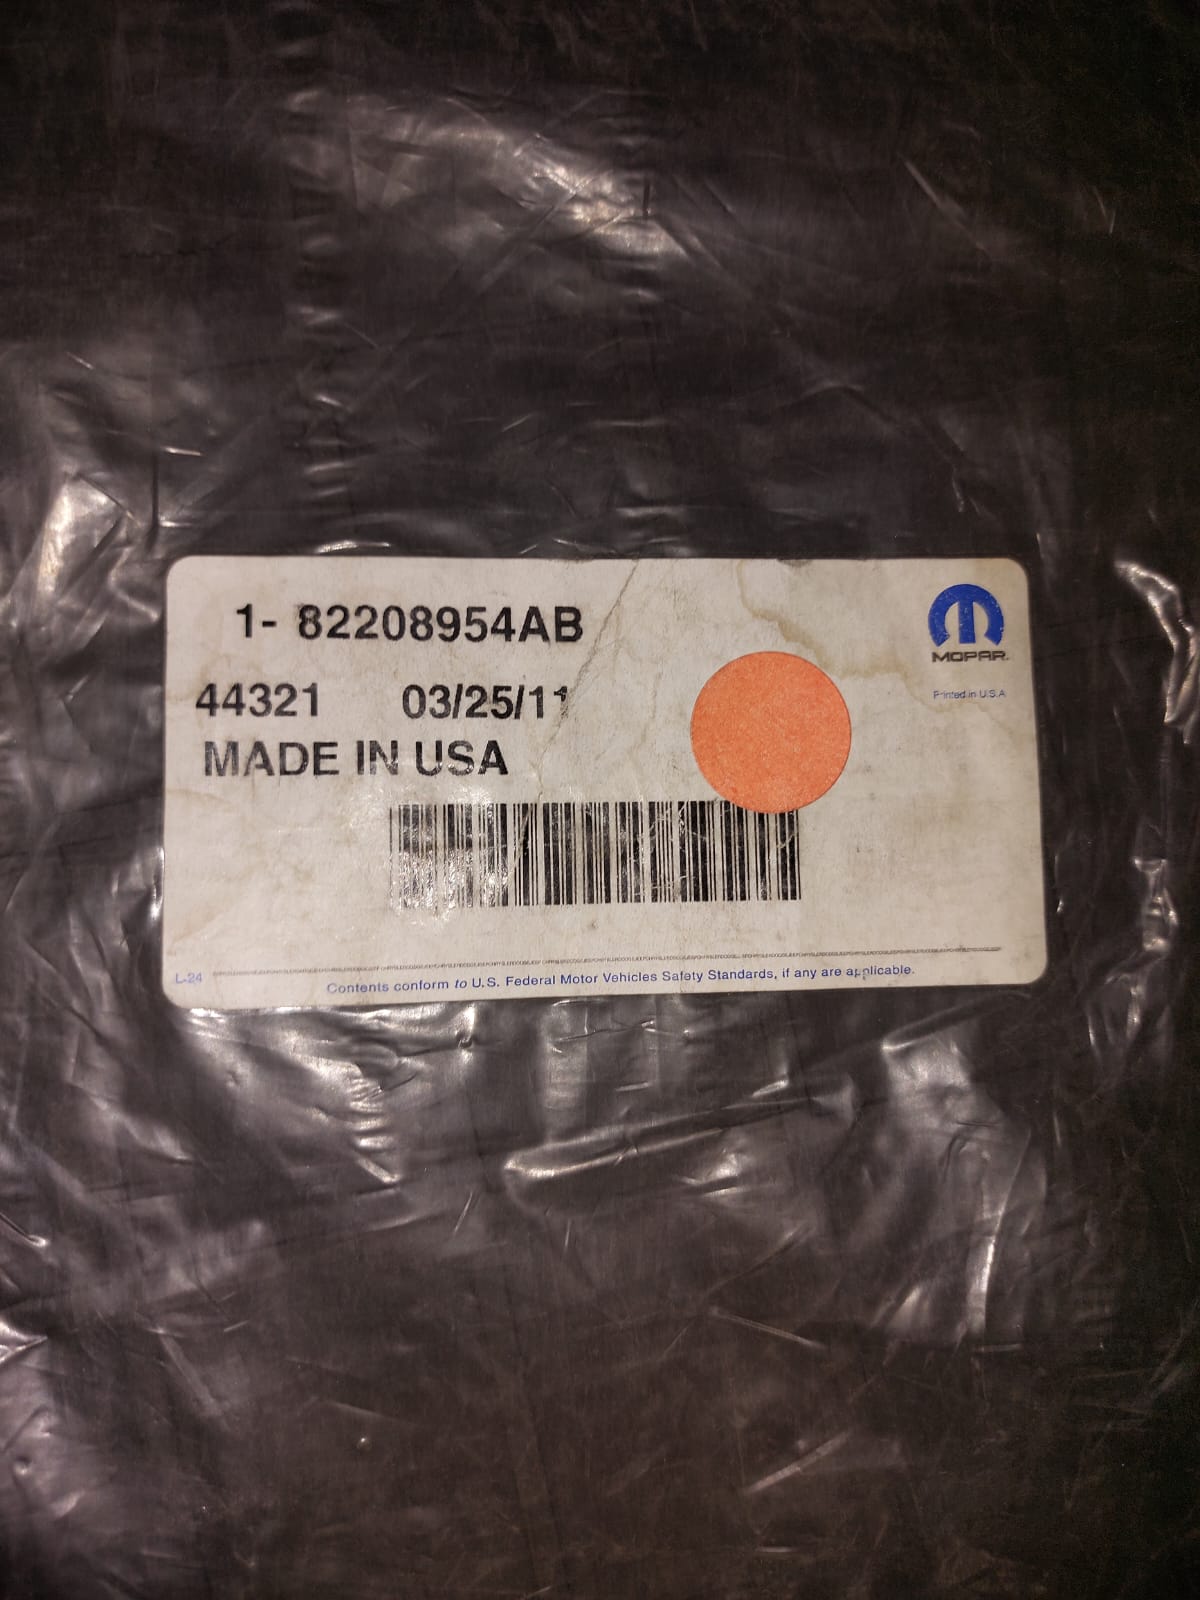 1- 82208954AB
MOPAR
Printed in U.S.A
44321 03/25/11
MADE IN USA
L-24
Contents conform to U.S. Federal Motor Vehicles Safety Standards, if any are applicable.